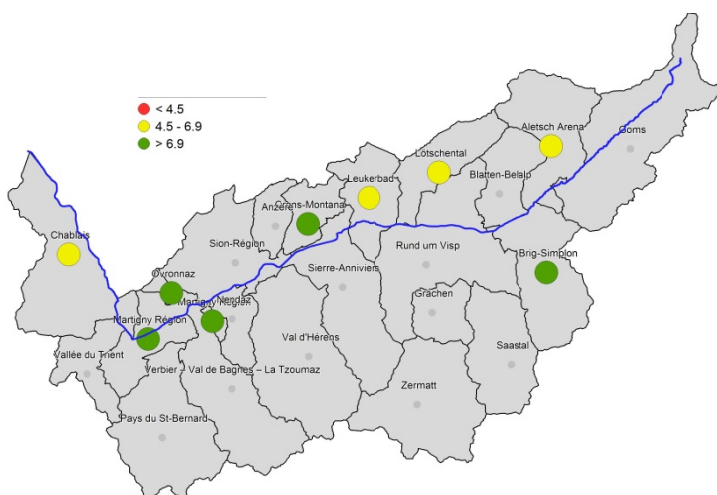 < 4.5
4.5 - 6.9
> 6.9
Aletsch Arena
Goms
Lötschental
Leukerbad
Blatten-Belalp
Crans-Montana
Anzère
Chablais
Sion-Région
Rund um Visp
Brig-Simplon
Sierre-Anniviers
Ovronnaz
Martigny Région
Nendaz
Grächen
Martigny Région
Val d'Hérens
Saastal
Vallée du Trient
Verbier - Val de Bagnes – La Tzoumaz
Zermatt
Pays du St-Bernard